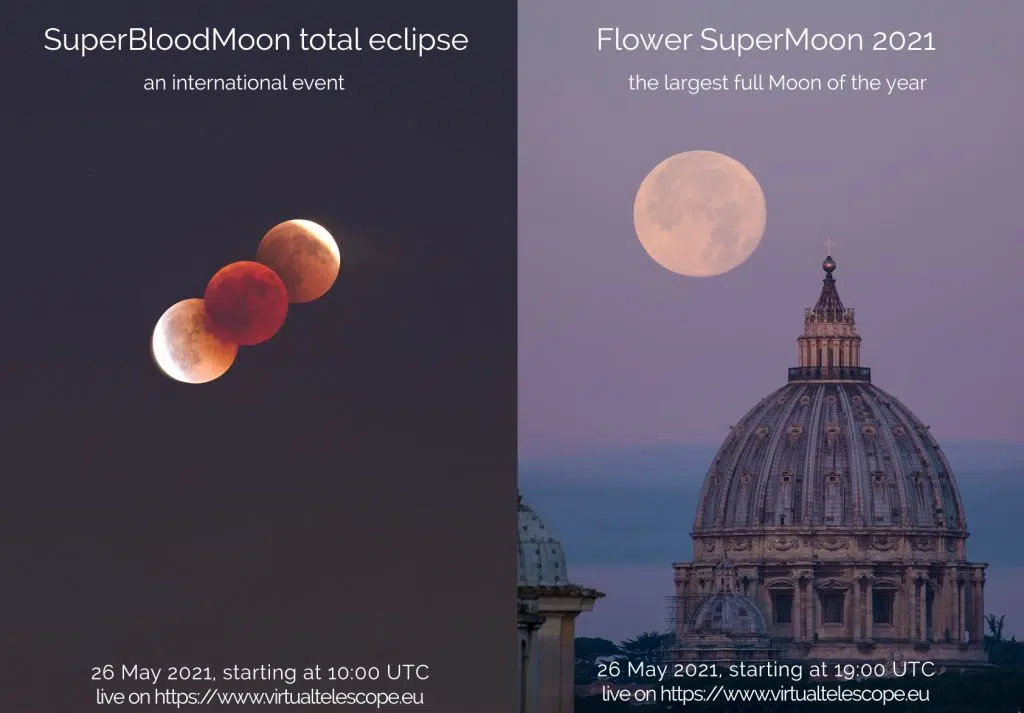 SuperBloodMoon total eclipse
an international event
26 May 2021, starting at 10:00 UTC
live on https://www.virtualtelescope.eu
Flower SuperMoon 2021
the largest full Moon of the year
26 May 2021, starting at 19:00 UTC
live on https://www.virtualtelescope.eu